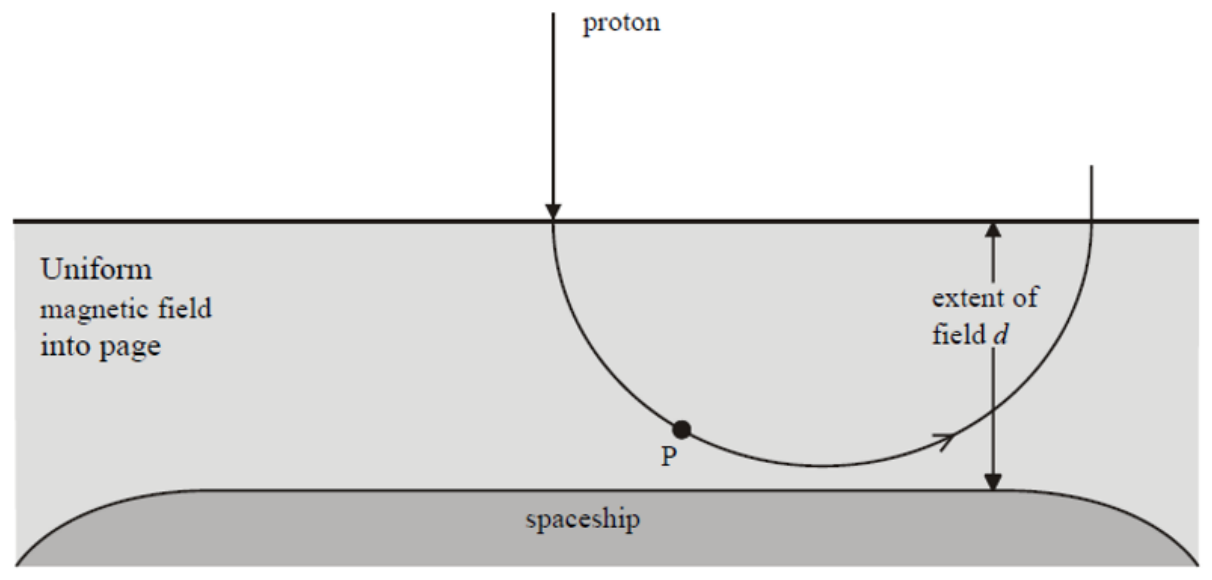 proton
Uniform
magnetic field
into page
extent of
field d
P
spaceship